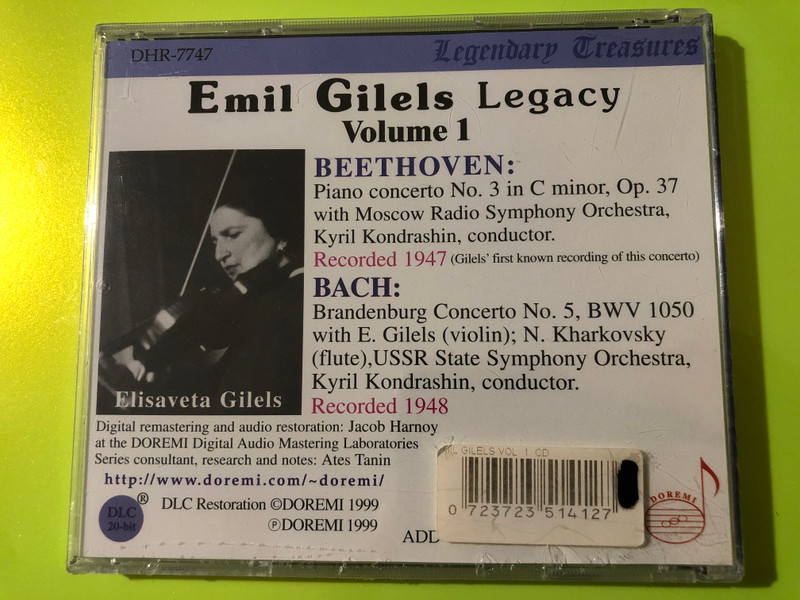 DHR-7747
Legendary Treasures
Emil Gilels Legacy
Volume 1
BEETHOVEN:
Piano concerto No. 3 in C minor, Op. 37
with Moscow Radio Symphony Orchestra,
Kyril Kondrashin, conductor.
Recorded 1947 (Gilels' first known recording of this concerto)
BACH:
Brandenburg Concerto No. 5, BWV 1050
with E. Gilels (violin); N. Kharkovsky
(flute),USSR State Symphony Orchestra,
Kyril Kondrashin, conductor.
Recorded 1948
Elisaveta Gilels
Digital remastering and audio restoration: Jacob Harnoy
at the DOREMI Digital Audio Mastering Laboratories
Series consultant, research and notes: Ates Tanin
http://www.doremi.com/~doremi/
DLC
20-bit
®
DLC Restoration ©DOREMI 1999
℗DOREMI 1999
ADD
GILELS VOL 1 CD
0 723723 514127
DOREMI